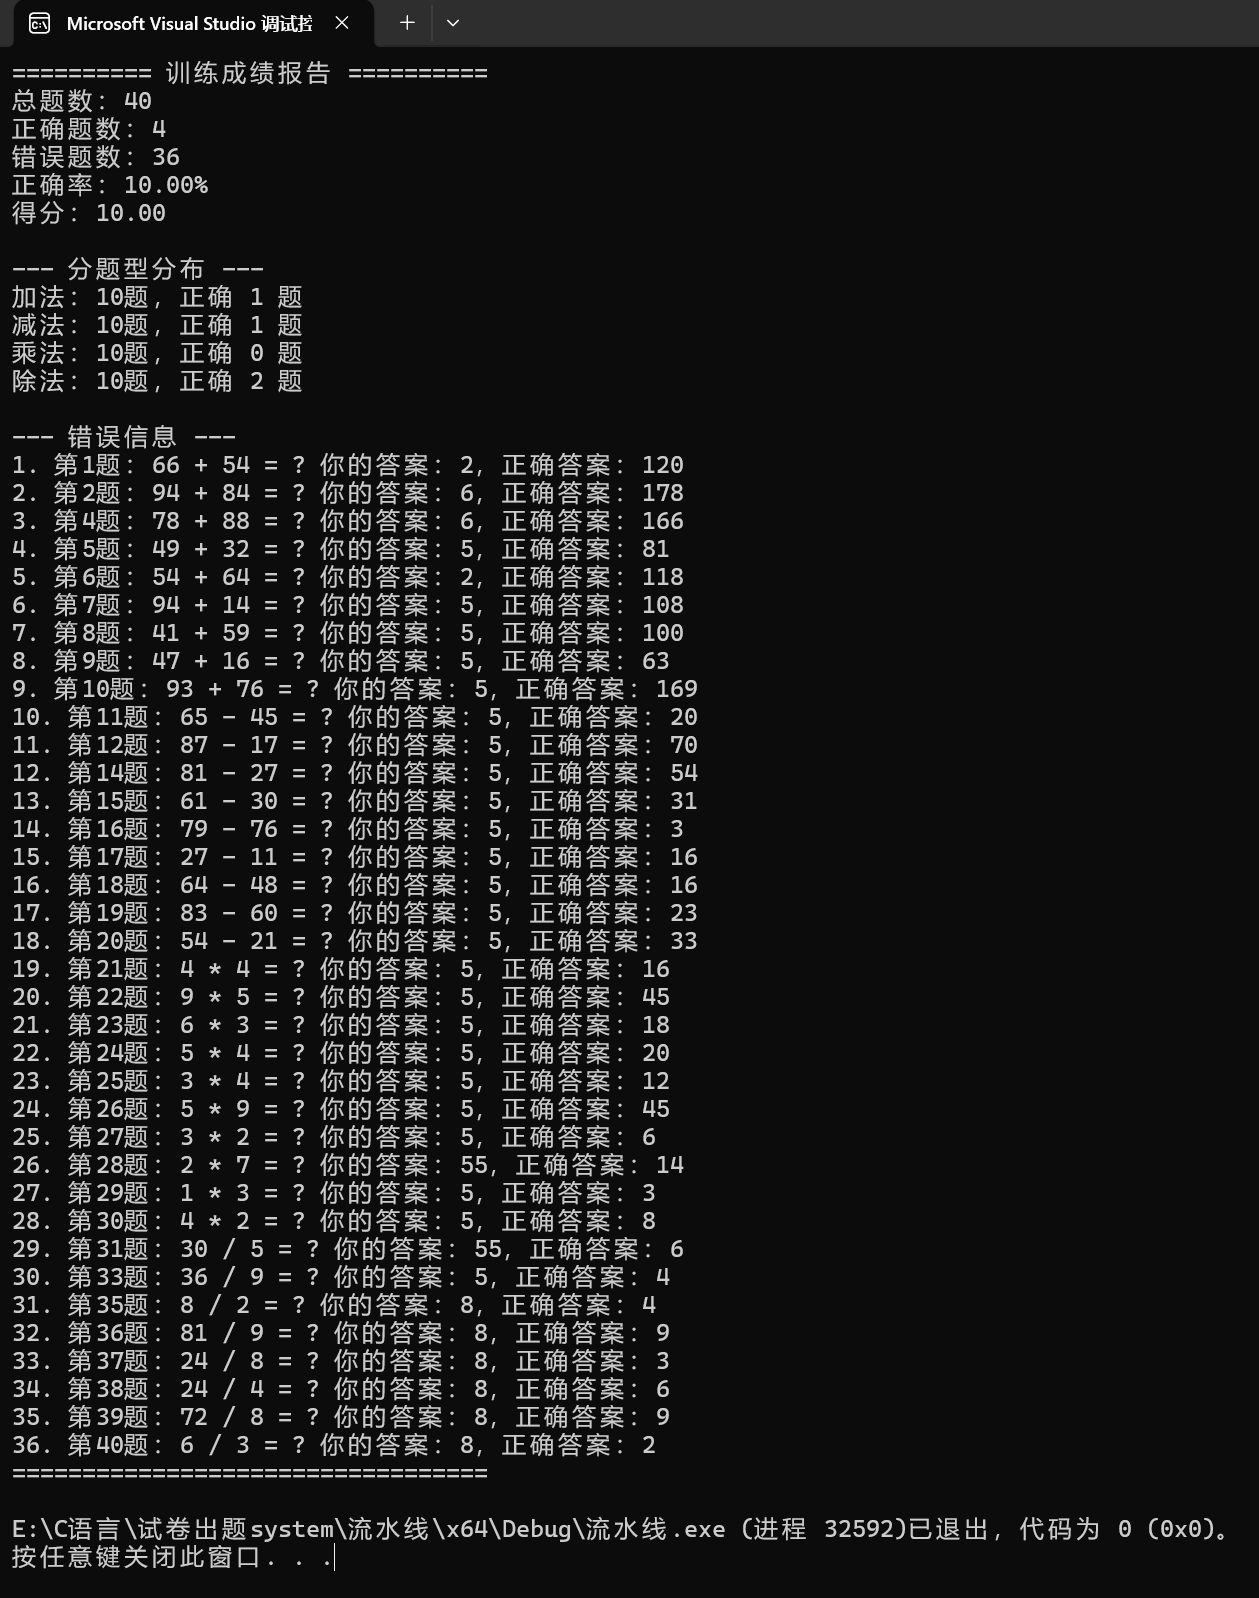 Microsoft Visual Studio 调试控
========== 训练成绩报告 ==========
总题数: 40
正确题数: 4
错误题数: 36
正确率: 10.00%
得分: 10.00
--- 分题型分布 ---
加法: 10题, 正确 1 题
减法: 10题, 正确 1 题
乘法: 10题, 正确 0 题
除法: 10题, 正确 2 题
--- 错误信息 ---
1. 第1题: 66 + 54 = ? 你的答案: 2, 正确答案: 120
2. 第2题: 94 + 84 = ? 你的答案: 6, 正确答案: 178
3. 第4题: 78 + 88 = ? 你的答案: 6, 正确答案: 166
4. 第5题: 49 + 32 = ? 你的答案: 5, 正确答案: 81
5. 第6题: 54 + 64 = ? 你的答案: 2, 正确答案: 118
6. 第7题: 94 + 14 = ? 你的答案: 5, 正确答案: 108
7. 第8题: 41 + 59 = ? 你的答案: 5, 正确答案: 100
8. 第9题: 47 + 16 = ? 你的答案: 5, 正确答案: 63
9. 第10题: 93 + 76 = ? 你的答案: 5, 正确答案: 169
10. 第11题: 65 - 45 = ? 你的答案: 5, 正确答案: 20
11. 第12题: 87 - 17 = ? 你的答案: 5, 正确答案: 70
12. 第14题: 81 - 27 = ? 你的答案: 5, 正确答案: 54
13. 第15题: 61 - 30 = ? 你的答案: 5, 正确答案: 31
14. 第16题: 79 - 76 = ? 你的答案: 5, 正确答案: 3
15. 第17题: 27 - 11 = ? 你的答案: 5, 正确答案: 16
16. 第18题: 64 - 48 = ? 你的答案: 5, 正确答案: 16
17. 第19题: 83 - 60 = ? 你的答案: 5, 正确答案: 23
18. 第20题: 54 - 21 = ? 你的答案: 5, 正确答案: 33
19. 第21题: 4 * 4 = ? 你的答案: 5, 正确答案: 16
20. 第22题: 9 * 5 = ? 你的答案: 5, 正确答案: 45
21. 第23题: 6 * 3 = ? 你的答案: 5, 正确答案: 18
22. 第24题: 5 * 4 = ? 你的答案: 5, 正确答案: 20
23. 第25题: 3 * 4 = ? 你的答案: 5, 正确答案: 12
24. 第26题: 5 * 9 = ? 你的答案: 5, 正确答案: 45
25. 第27题: 3 * 2 = ? 你的答案: 5, 正确答案: 6
26. 第28题: 2 * 7 = ? 你的答案: 55, 正确答案: 14
27. 第29题: 1 * 3 = ? 你的答案: 5, 正确答案: 3
28. 第30题: 4 * 2 = ? 你的答案: 5, 正确答案: 8
29. 第31题: 30 / 5 = ? 你的答案: 55, 正确答案: 6
30. 第33题: 36 / 9 = ? 你的答案: 5, 正确答案: 4
31. 第35题: 8 / 2 = ? 你的答案: 8, 正确答案: 4
32. 第36题: 81 / 9 = ? 你的答案: 8, 正确答案: 9
33. 第37题: 24 / 8 = ? 你的答案: 8, 正确答案: 3
34. 第38题: 24 / 4 = ? 你的答案: 8, 正确答案: 6
35. 第39题: 72 / 8 = ? 你的答案: 8, 正确答案: 9
36. 第40题: 6 / 3 = ? 你的答案: 8, 正确答案: 2
==================================
E:\C语言\试卷出题system\流水线\x64\Debug\流水线.exe (进程 32592)已退出，代码为 0 (0x0)。
按任意键关闭此窗口. . .